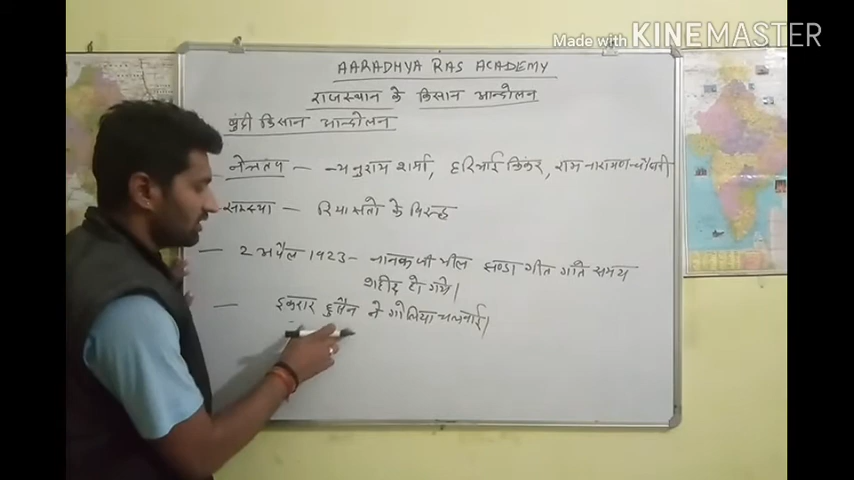 Made with KINEMASTER
AARADHYA RAS ACADEMY
राजस्थान के किसान आन्दोलन
बुंदी किसान आन्दोलन
नेतृत्व – नयनुराम शर्मा, हरिभाई किंकर, रामनारायण चौधरी
समस्या – रियासतो के विरुद्ध
— 2 अप्रैल 1923 – नानक जी भील झण्डा गीत गाते समय
शहीद हो गये।
— इकराम हुसैन ने गोलिया चलवाई।